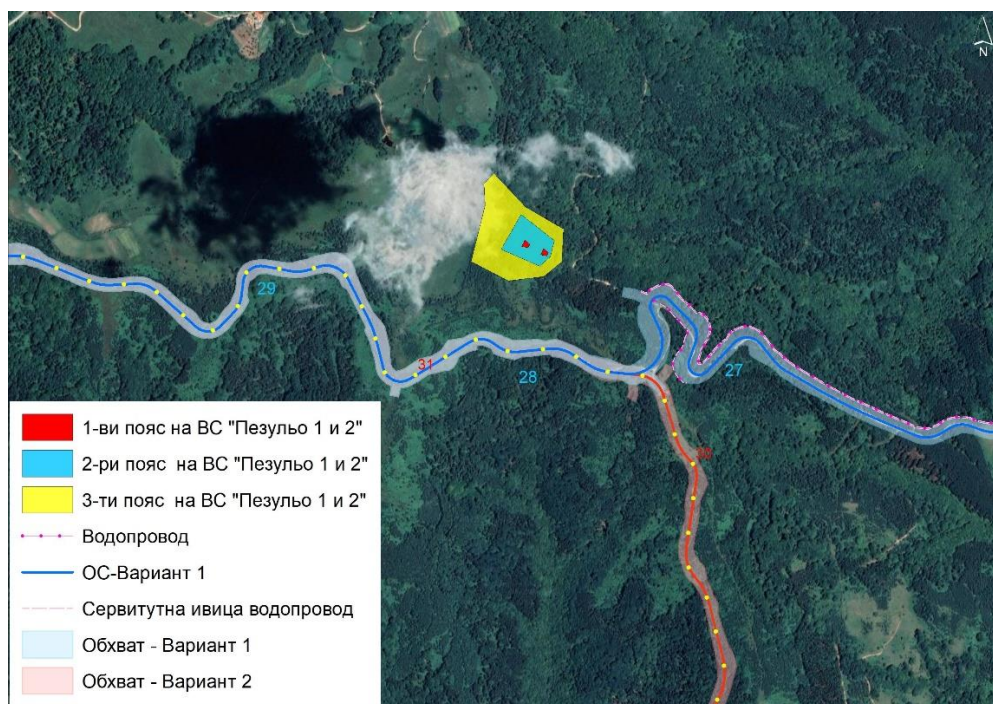 N
29
31
28
27
1-ви пояс на ВС "Пезульо 1 и 2"
2-ри пояс на ВС "Пезульо 1 и 2"
3-ти пояс на ВС "Пезульо 1 и 2"
Водопровод
ОС-Вариант 1
Сервитутна ивица водопровод
Обхват - Вариант 1
Обхват - Вариант 2